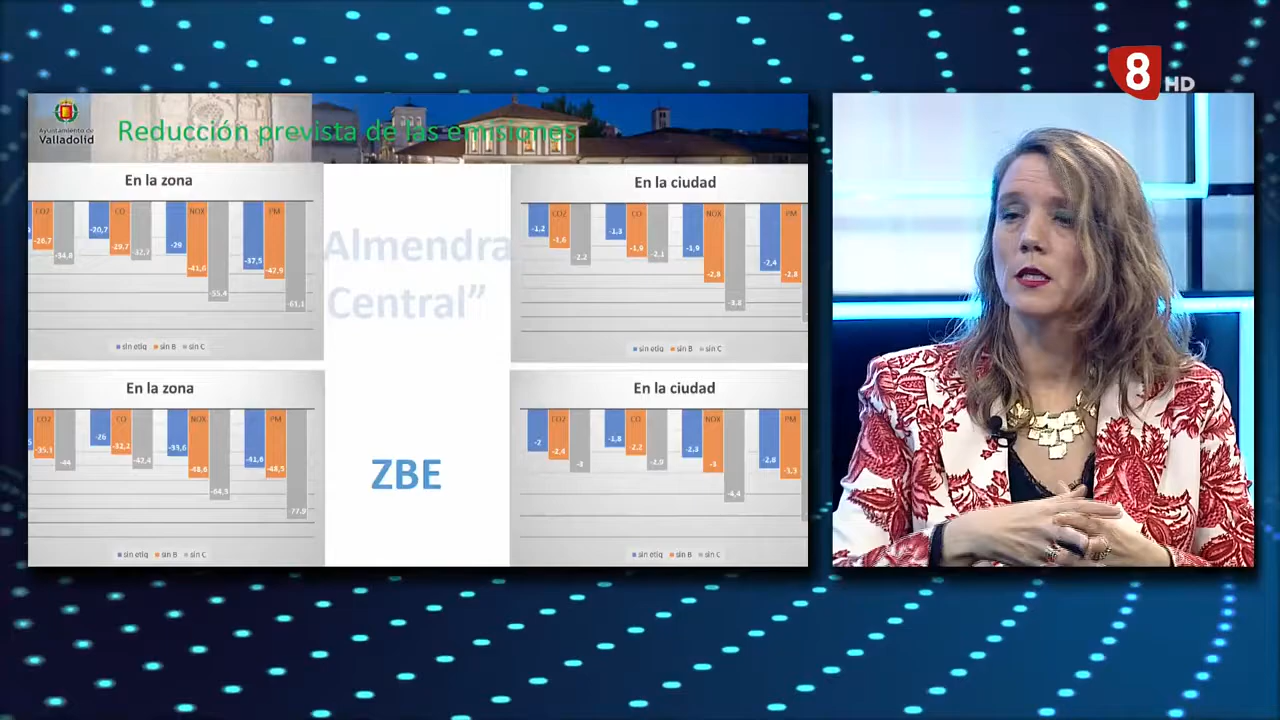 8 HD
Ayuntamiento de
Valladolid
Reducción prevista de las emisiones
En la zona
CO2 CO NOX PM
-20,7 -29 -37,5
-26,7 -29,7 -41,6 -42,9
-34,8 -32,7 -55,4 -61,1
sin etiq sin B sin C
Almendra
Central”
En la ciudad
CO2 CO NOX PM
-1,2 -1,3 -1,9 -2,4
-1,6 -1,9 -2,8 -2,8
-2,2 -2,1 -3,8
sin etiq sin B sin C
En la zona
CO2 CO NOX PM
-26 -33,6 -41,6
-35,1 -32,2 -48,6 -48,5
-44 -42,4 -64,3 -77,9
sin etiq sin B sin C
ZBE
En la ciudad
CO2 CO NOX PM
-2 -1,8 -2,3 -2,8
-2,4 -2,2 -3 -3,3
-3 -2,9 -4,4
sin etiq sin B sin C